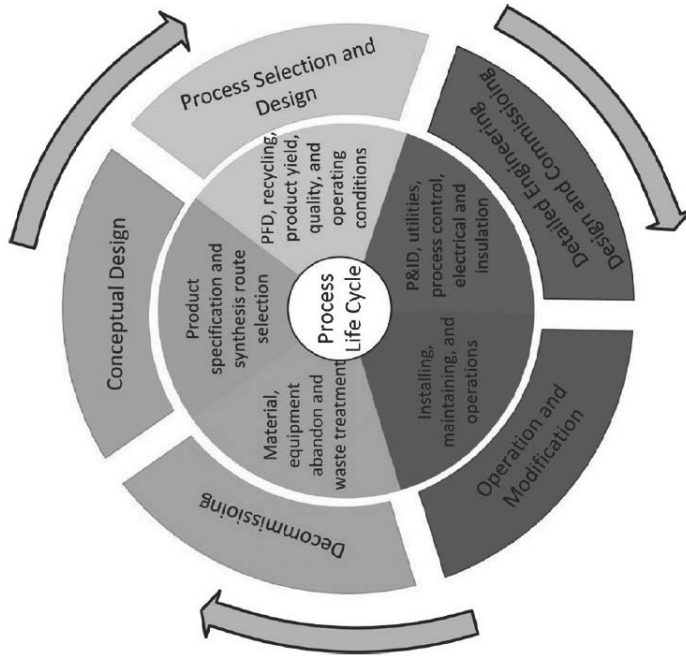 Conceptual Design
Process Selection and
Design
Detailed Engineering
Design and Commissioing
Operation and
Modification
Decommissioing
Product
specification and
synthesis route
selection
PFD, recycling,
product yield,
quality, and
operating
conditions
P&ID, utilities,
process control,
electrical and
insulation
Installing,
maintaining, and
operations
Material,
equipment
abandon and
waste treatment
Process
Life Cycle